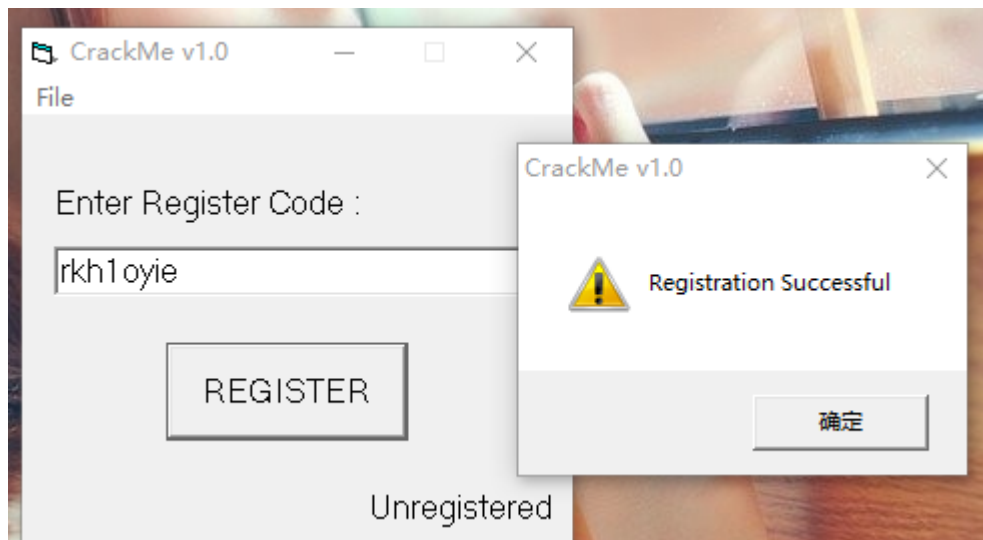 CrackMe v1.0
File
Enter Register Code :
rkh1oyie
REGISTER
Unregistered
CrackMe v1.0
Registration Successful
确定